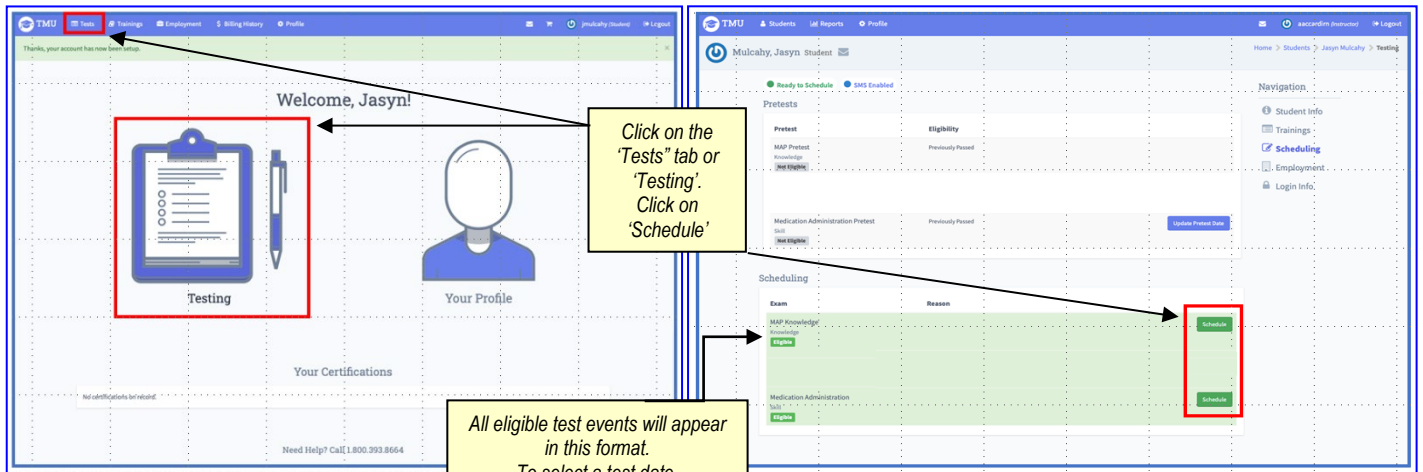 TMU Tests Trainings Employment $ Billing History Profile jmulcahy (Student) Logout
Thanks, your account has now been setup. ×
Welcome, Jasyn!
Testing
Your Profile
Your Certifications
No certifications on record.
Need Help? Call 1.800.393.8664
Click on the
‘Tests” tab or
‘Testing’.
Click on
‘Schedule’
All eligible test events will appear
in this format.
To select a test date
TMU Students Reports Profile aaccardim (Instructor) Logout
Mulcahy, Jasyn Student
Home > Students > Jasyn Mulcahy > Testing
Ready to Schedule SMS Enabled
Pretests
Pretest Eligibility
MAP Pretest Previously Passed
Knowledge
Not Eligible
Medication Administration Pretest Previously Passed Update Pretest Date
Skill
Not Eligible
Scheduling
Exam Reason
MAP Knowledge Schedule
Knowledge
Eligible
Medication Administration Schedule
Skill
Eligible
Navigation
Student Info
Trainings
Scheduling
Employment
Login Info